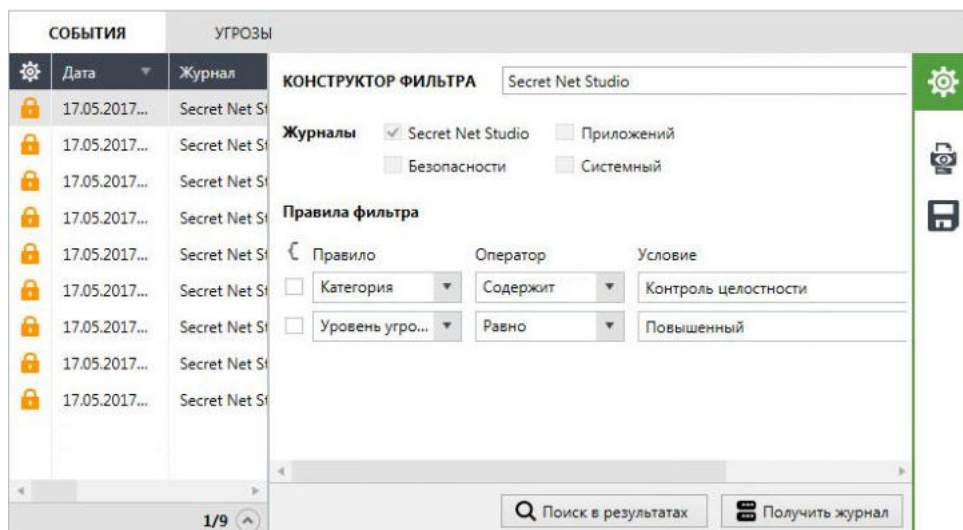 СОБЫТИЯ УГРОЗЫ
Дата Журнал
17.05.2017... Secret Net St
17.05.2017... Secret Net St
17.05.2017... Secret Net St
17.05.2017... Secret Net St
17.05.2017... Secret Net St
17.05.2017... Secret Net St
17.05.2017... Secret Net St
17.05.2017... Secret Net St
17.05.2017... Secret Net St
1/9
КОНСТРУКТОР ФИЛЬТРА Secret Net Studio
Журналы Secret Net Studio Приложений
Безопасности Системный
Правила фильтра
Правило Оператор Условие
Категория Содержит Контроль целостности
Уровень угро... Равно Повышенный
Поиск в результатах Получить журнал